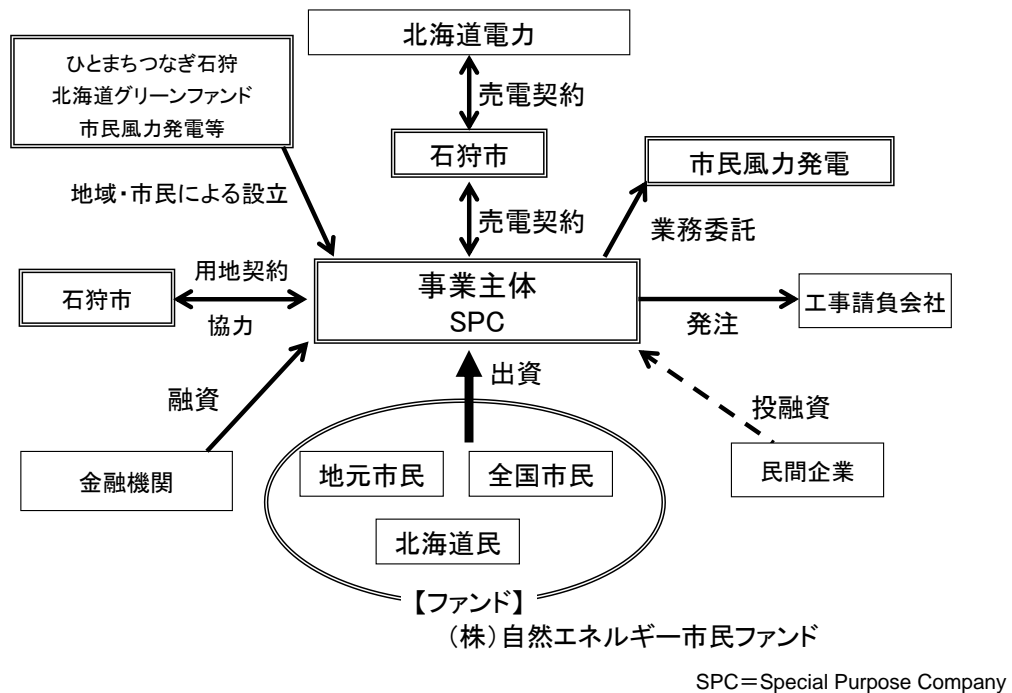 北海道電力
ひとまちつなぎ石狩
北海道グリーンファンド
市民風力発電等
売電契約
石狩市
市民風力発電
地域・市民による設立
売電契約
業務委託
石狩市
用地契約
協力
事業主体
SPC
発注
工事請負会社
融資
出資
投融資
金融機関
地元市民
全国市民
民間企業
北海道民
【ファンド】
（株）自然エネルギー市民ファンド
SPC＝Special Purpose Company